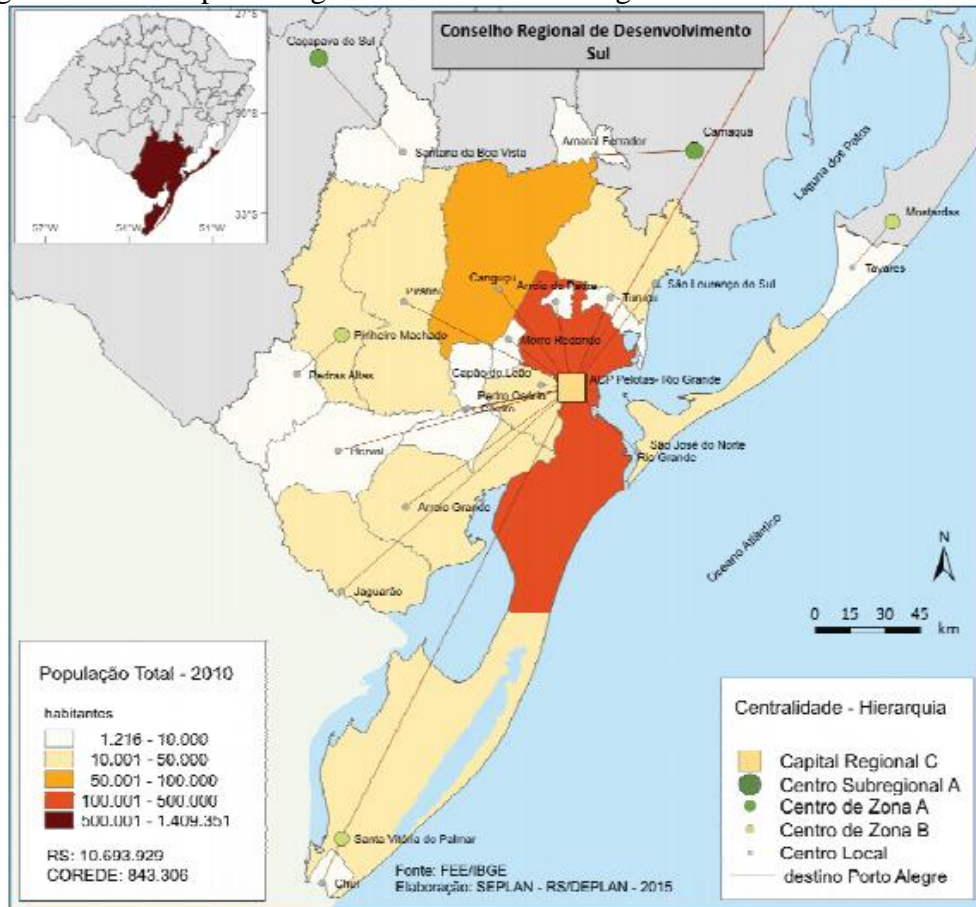 Conselho Regional de Desenvolvimento
Sul
27°S
33°S
57°W
54°W
51°W
Caçapava do Sul
Santana da Boa Vista
Amaral Ferrador
Camaquã
Laguna dos Patos
Mostardas
Tavares
São Lourenço do Sul
Canguçu
Arroio do Padre
Turuçu
Piratini
Pinheiro Machado
Morro Redondo
Pedras Altas
Capão do Leão
ACP Pelotas- Rio Grande
Pedro Osório
Cerrito
Herval
São José do Norte
Rio Grande
Arroio Grande
Oceano Atlântico
Jaguarão
N
0 15 30 45
km
População Total - 2010
habitantes
1.216 - 10.000
10.001 - 50.000
50.001 - 100.000
100.001 - 500.000
500.001 - 1.409.351
RS: 10.693.929
COREDE: 843.306
Santa Vitória do Palmar
Chuí
Fonte: FEE/IBGE
Elaboração: SEPLAN - RS/DEPLAN - 2015
Centralidade - Hierarquia
Capital Regional C
Centro Subregional A
Centro de Zona A
Centro de Zona B
Centro Local
destino Porto Alegre